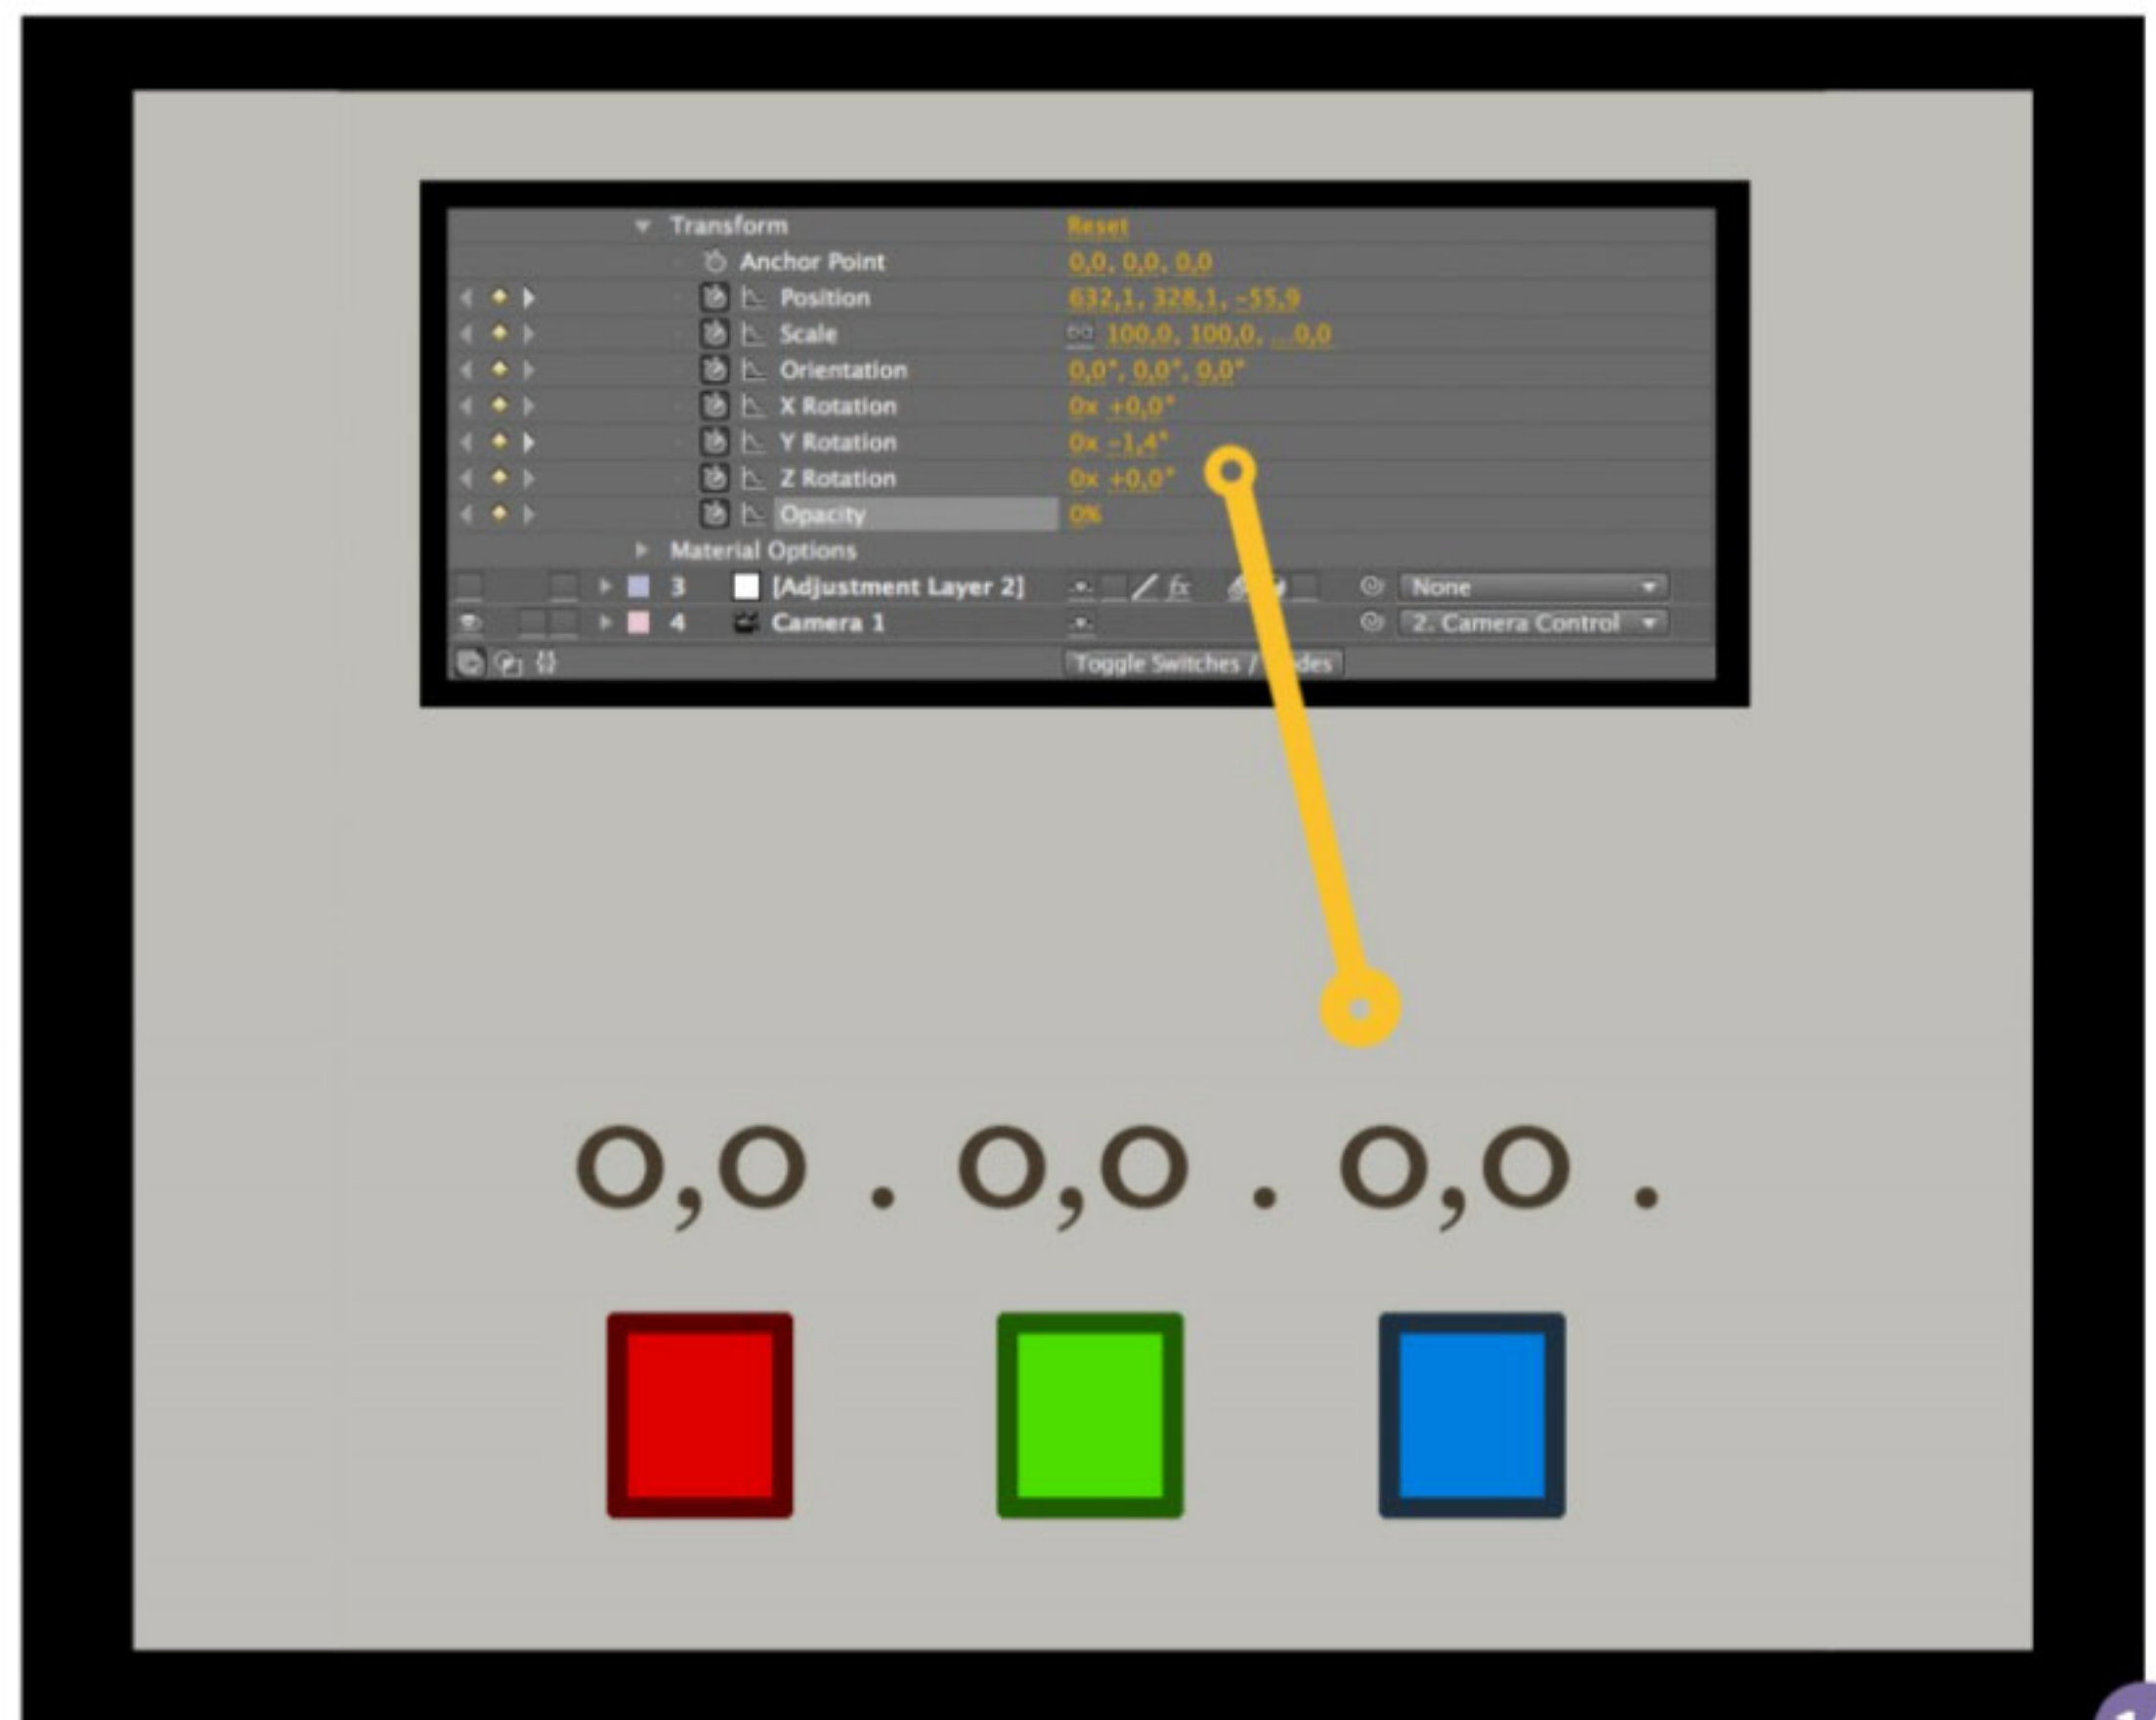 Transform Reset
Anchor Point 0,0, 0,0, 0,0
Position 632,1, 328,1, -55,9
Scale 100,0, 100,0, ...0,0
Orientation 0,0°, 0,0°, 0,0°
X Rotation 0x +0,0°
Y Rotation 0x -1,4°
Z Rotation 0x +0,0°
Opacity 0%
Material Options
3 [Adjustment Layer 2] fx None
4 Camera 1 2. Camera Control
Toggle Switches /
0,0 . 0,0 . 0,0 .